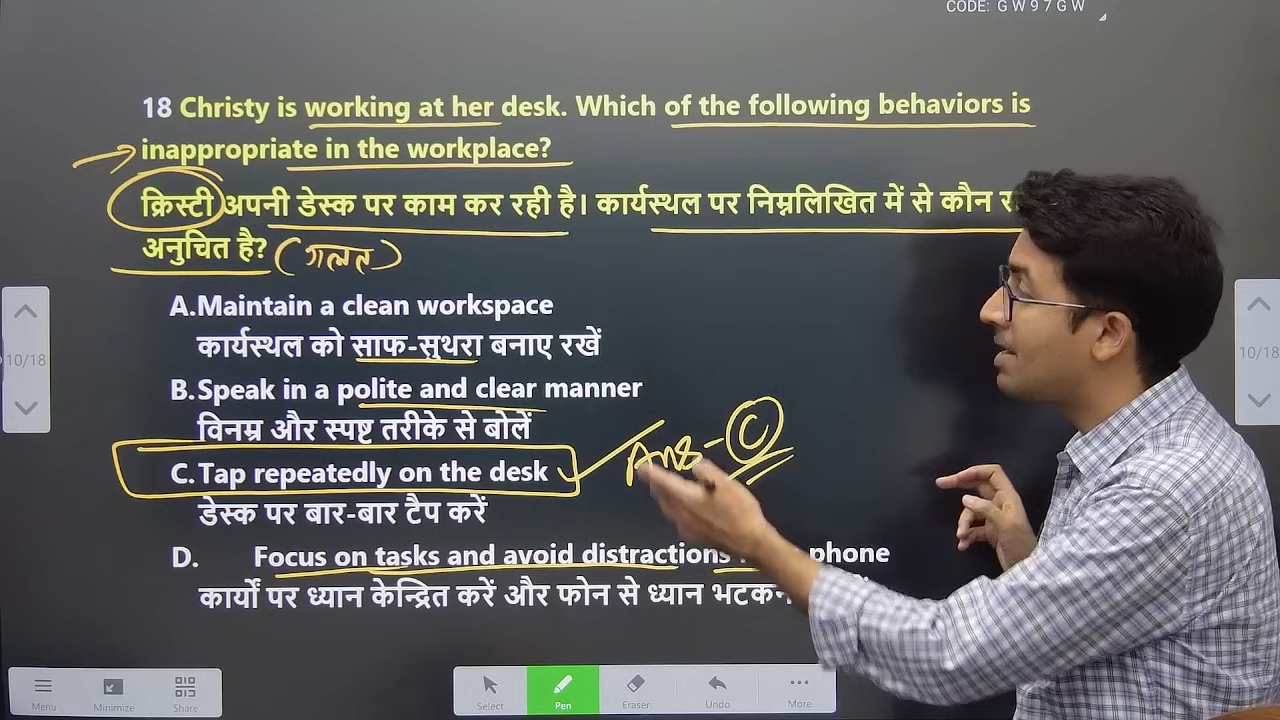 CODE: G W 9 7 G W
18 Christy is working at her desk. Which of the following behaviors is
inappropriate in the workplace?
क्रिस्टी अपनी डेस्क पर काम कर रही है। कार्यस्थल पर निम्नलिखित में से कौन
अनुचित है? (गलत)
A.Maintain a clean workspace
कार्यस्थल को साफ-सुथरा बनाए रखें
B.Speak in a polite and clear manner
विनम्र और स्पष्ट तरीके से बोलें
C.Tap repeatedly on the desk Ans-C
डेस्क पर बार-बार टैप करें
D. Focus on tasks and avoid distractions phone
कार्यों पर ध्यान केन्द्रित करें और फोन से ध्यान
10/18
10/18
Menu Minimize Share Select Pen Eraser Undo More